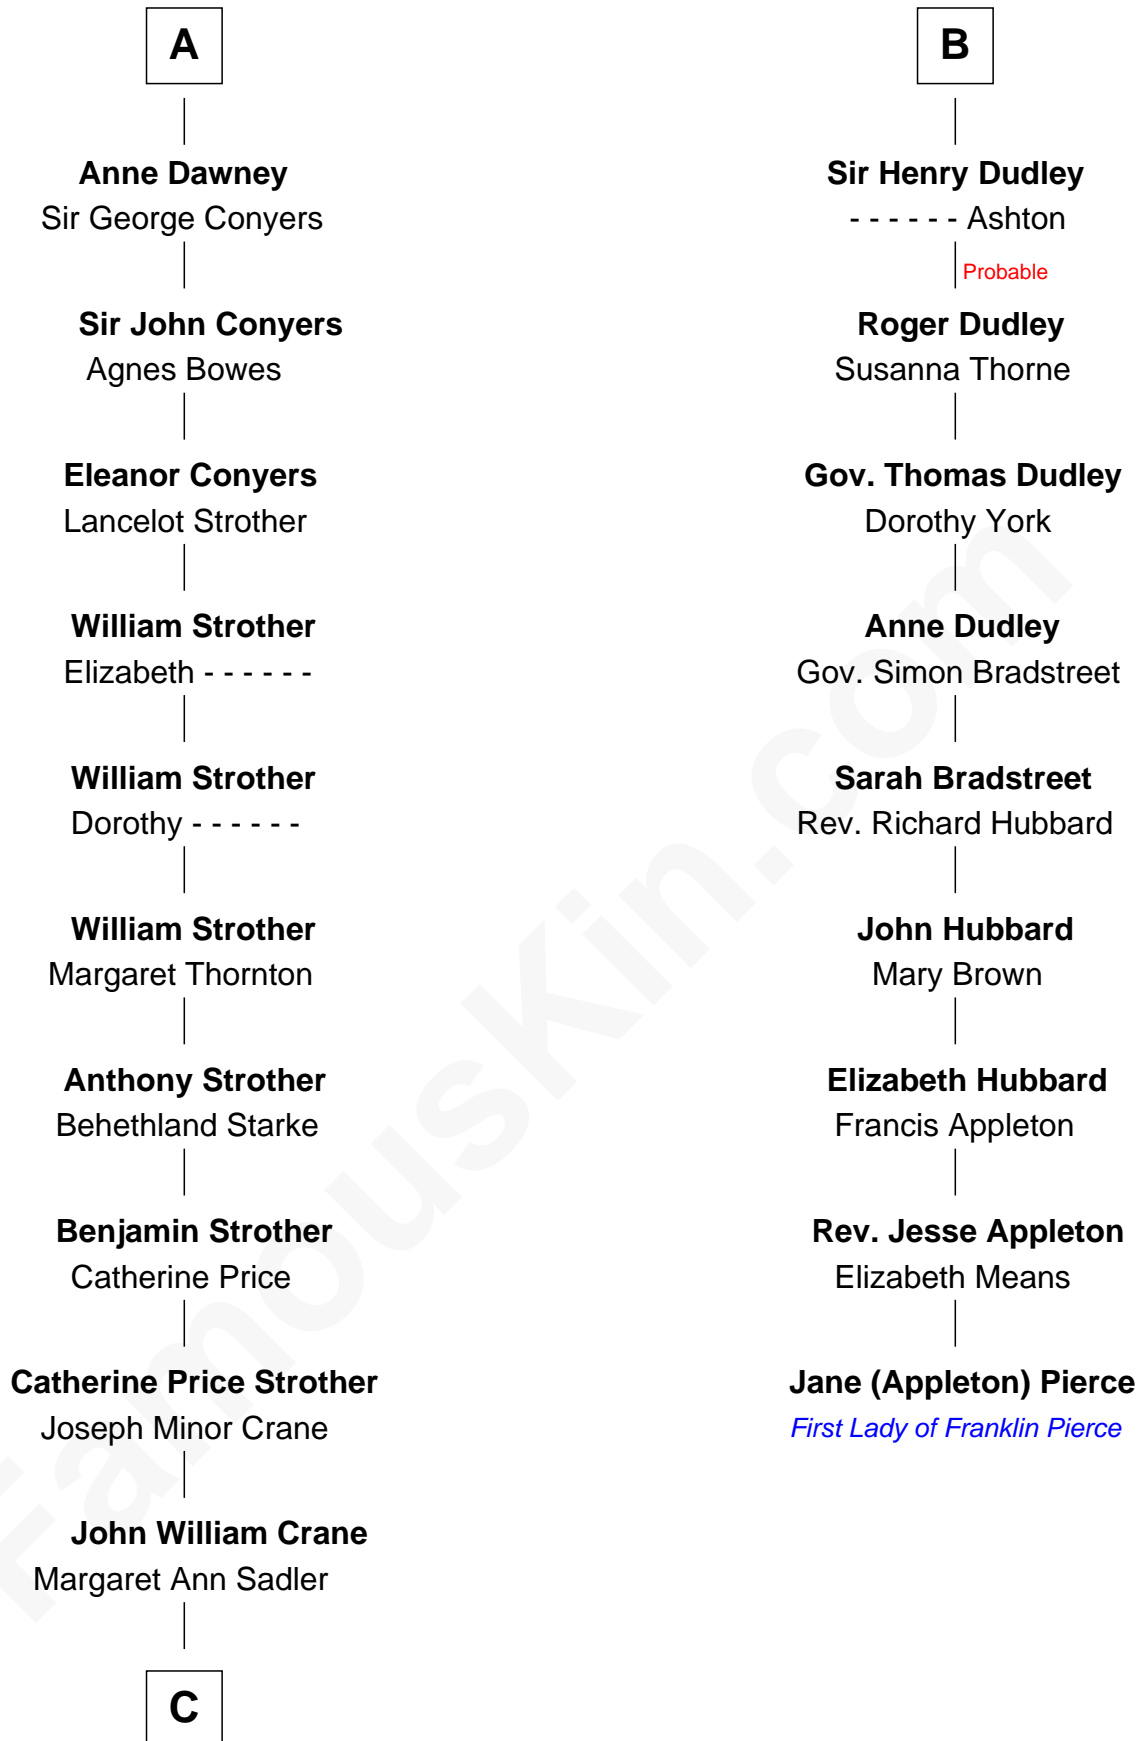 A
Anne Dawney
Sir George Conyers
Sir John Conyers
Agnes Bowes
Eleanor Conyers
Lancelot Strother
William Strother
Elizabeth - - - - - -
William Strother
Dorothy - - - - - -
William Strother
Margaret Thornton
Anthony Strother
Behethland Starke
Benjamin Strother
Catherine Price
Catherine Price Strother
Joseph Minor Crane
John William Crane
Margaret Ann Sadler
C
B
Sir Henry Dudley
- - - - - - Ashton
Probable
Roger Dudley
Susanna Thorne
Gov. Thomas Dudley
Dorothy York
Anne Dudley
Gov. Simon Bradstreet
Sarah Bradstreet
Rev. Richard Hubbard
John Hubbard
Mary Brown
Elizabeth Hubbard
Francis Appleton
Rev. Jesse Appleton
Elizabeth Means
Jane (Appleton) Pierce
First Lady of Franklin Pierce
FamousKin.com